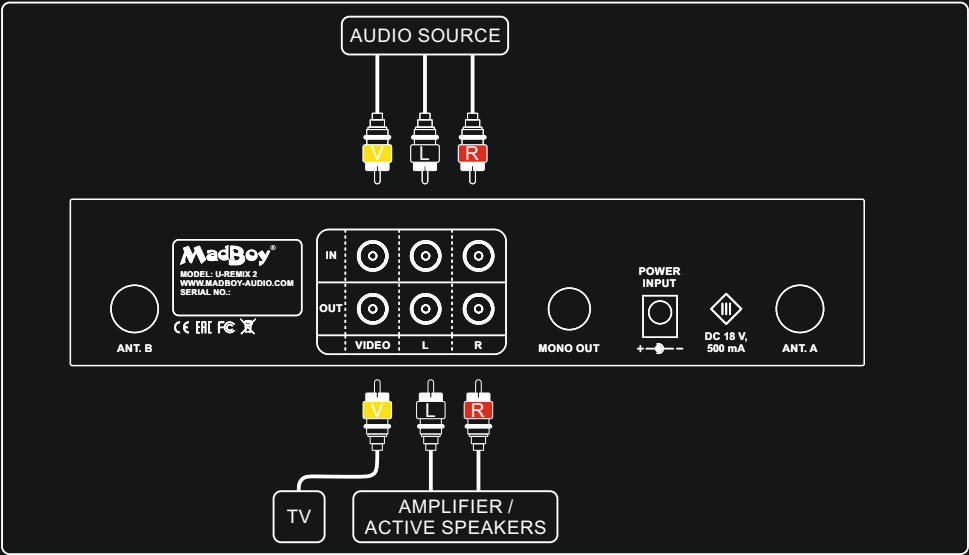 AUDIO SOURCE
V L R
MadBoy®
MODEL: U-REMIX 2
WWW.MADBOY-AUDIO.COM
SERIAL NO.:
CE EAC FC
ANT. B
IN
OUT
VIDEO L R
MONO OUT
POWER
INPUT
+ -
DC 18 V,
500 mA
ANT. A
V L R
TV
AMPLIFIER /
ACTIVE SPEAKERS